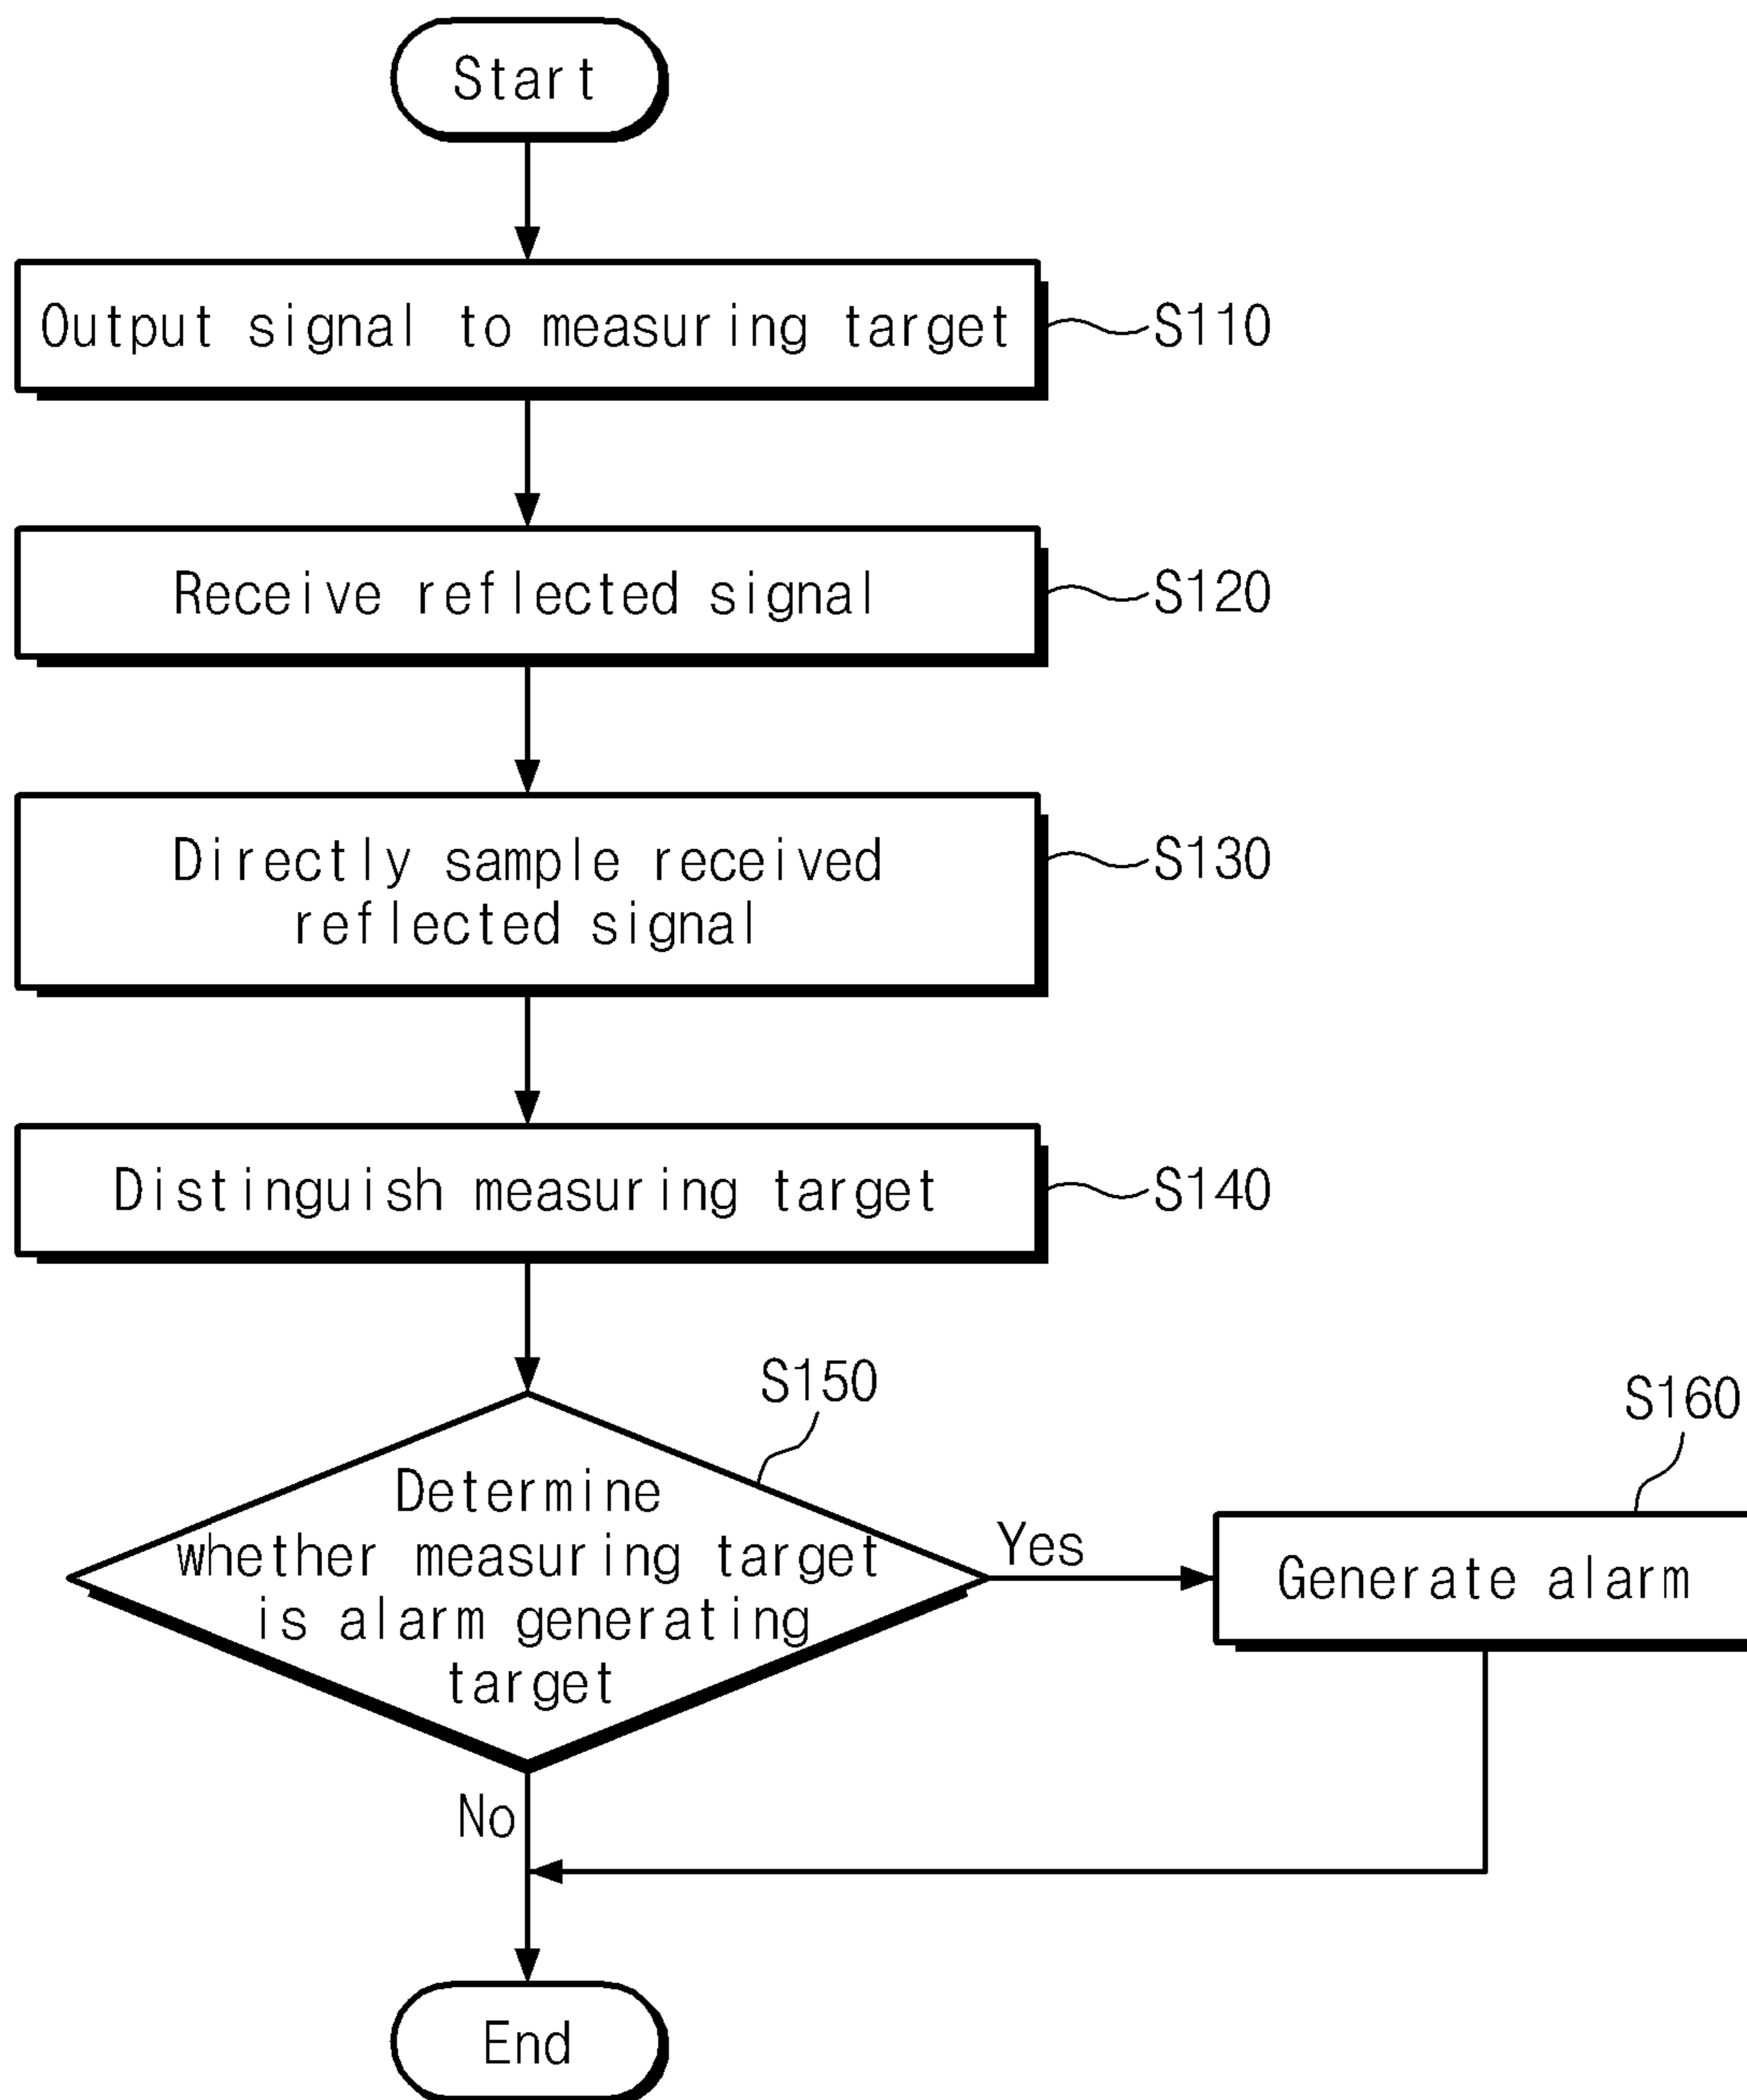 Start
Output signal to measuring target
S110
Receive reflected signal
S120
Directly sample received
reflected signal
S130
Distinguish measuring target
S140
S150
Determine
whether measuring target
is alarm generating
target
Yes
S160
Generate alarm
No
End